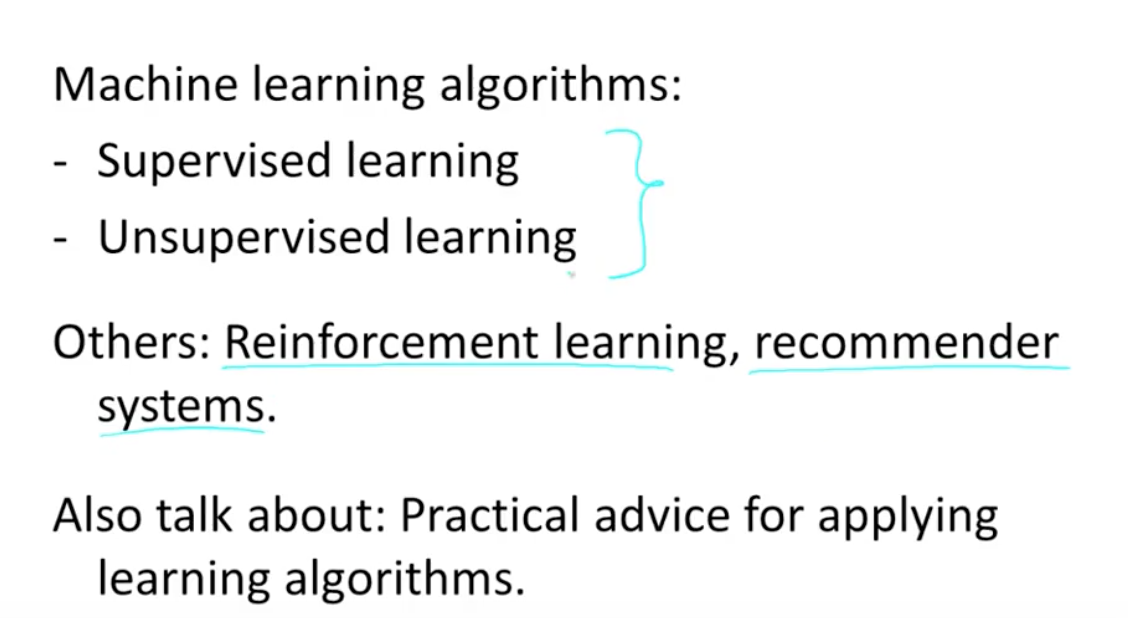 Machine learning algorithms:
- Supervised learning
- Unsupervised learning
Others: Reinforcement learning, recommender
systems.
Also talk about: Practical advice for applying
learning algorithms.